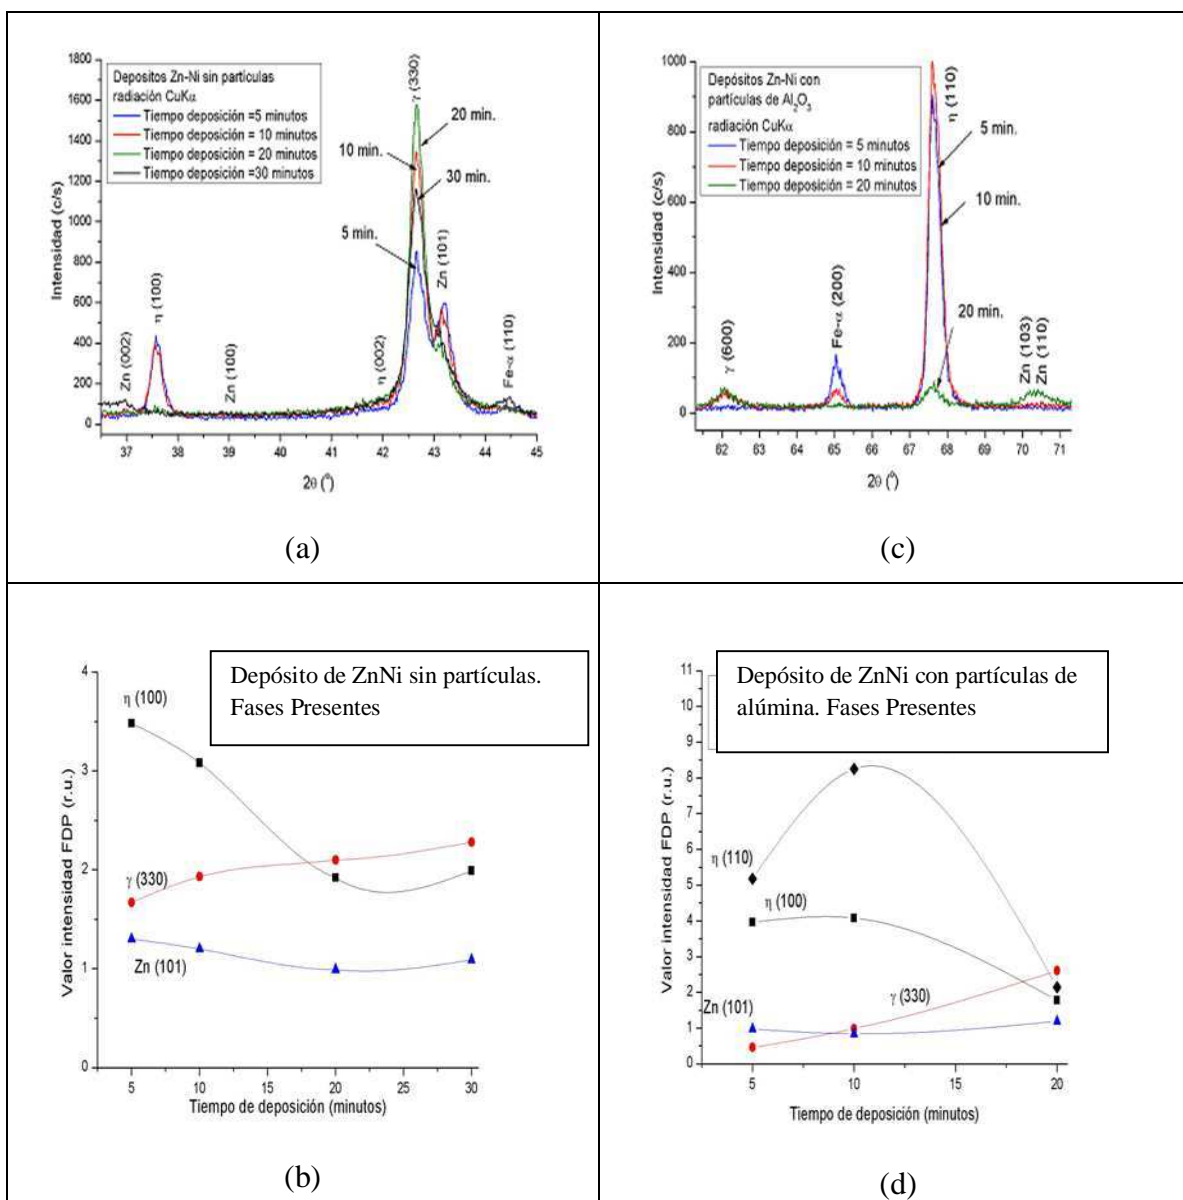 Depositos Zn-Ni sin partículas
radiación CuKα
Tiempo deposición =5 minutos
Tiempo deposición = 10 minutos
Tiempo deposición = 20 minutos
Tiempo deposición =30 minutos
Intensidad (c/s)
1800
1600
1400
1200
1000
800
600
400
200
0
Zn (002)
η (100)
Zn (100)
η (002)
γ (330)
Zn (101)
Fe-α (110)
20 min.
10 min.
30 min.
5 min.
37 38 39 40 41 42 43 44 45
2θ (°)
(a)
Depósitos Zn-Ni con
partículas de Al2O3
radiación CuKα
Tiempo deposición = 5 minutos
Tiempo deposición = 10 minutos
Tiempo deposición = 20 minutos
Intensidad (c/s)
1000
800
600
400
200
0
γ (600)
Fe-α (200)
η (110)
Zn (103)
Zn (110)
5 min.
10 min.
20 min.
62 63 64 65 66 67 68 69 70 71
2θ (°)
(c)
Depósito de ZnNi sin partículas.
Fases Presentes
Valor intensidad FDP (r.u.)
4
3
2
1
0
η (100)
γ (330)
Zn (101)
5 10 15 20 25 30
Tiempo de deposición (minutos)
(b)
Depósito de ZnNi con partículas de
alúmina. Fases Presentes
Valor intensidad FDP (r.u.)
11
10
9
8
7
6
5
4
3
2
1
0
η (110)
η (100)
γ (330)
Zn (101)
5 10 15 20
Tiempo de deposición (minutos)
(d)